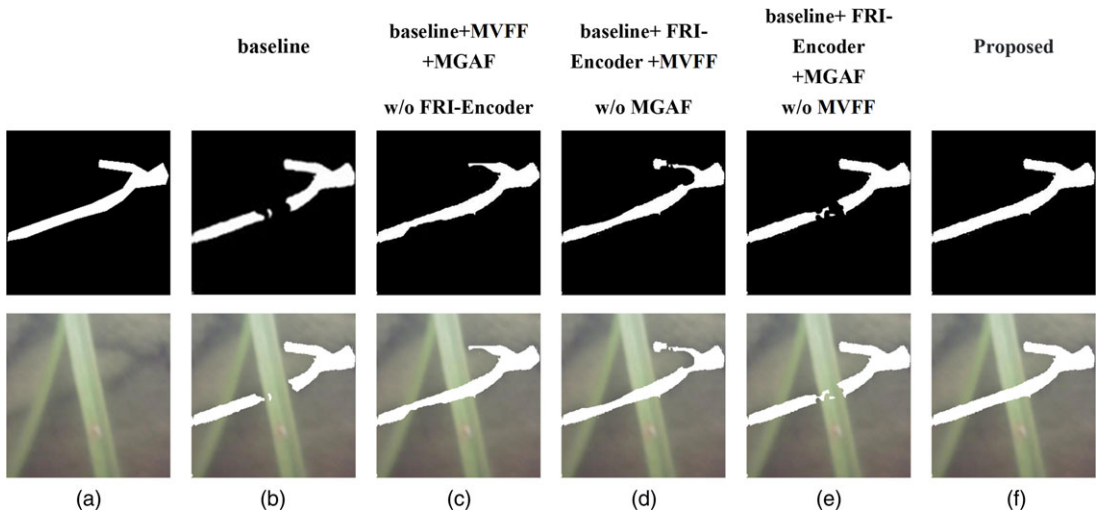 baseline
baseline+MVFF
+MGAF
w/o FRI-Encoder
baseline+ FRI-
Encoder +MVFF
w/o MGAF
baseline+ FRI-
Encoder
+MGAF
w/o MVFF
Proposed
(a)
(b)
(c)
(d)
(e)
(f)